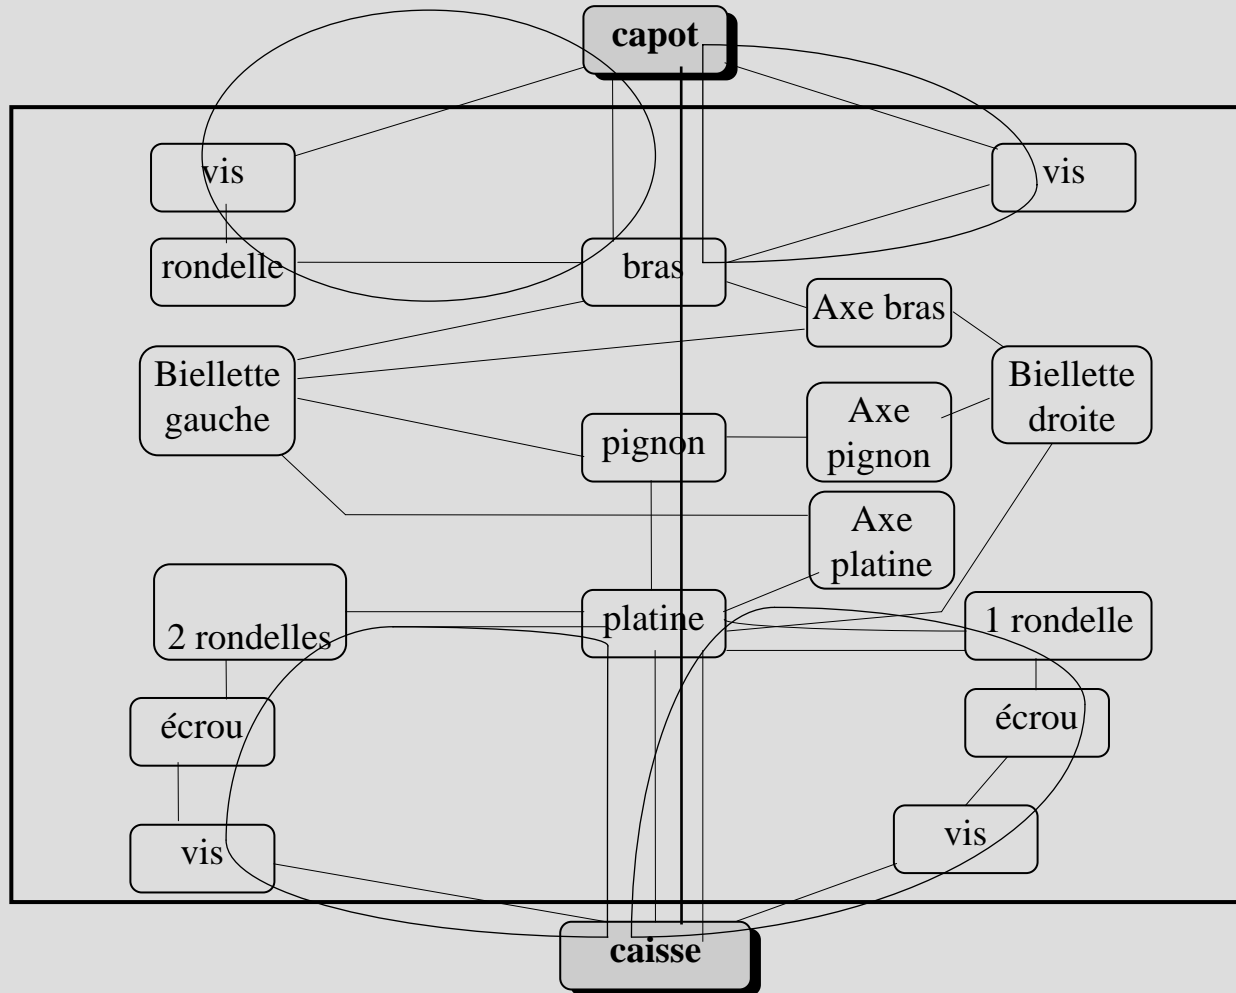 capot
vis
vis
rondelle
bras
Axe bras
Biellette
gauche
Biellette
droite
pignon
Axe
pignon
Axe
platine
2 rondelles
platine
1 rondelle
écrou
écrou
vis
vis
caisse